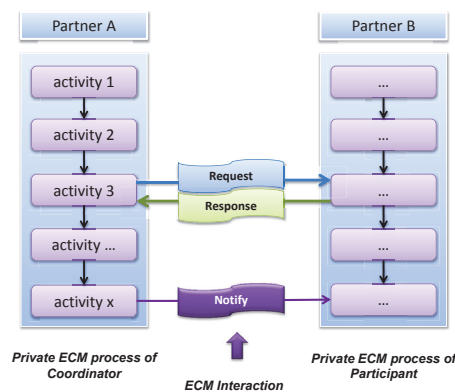 Partner A
Partner B
activity 1
...
activity 2
...
Request
activity 3
...
Response
activity ...
...
activity x
Notify
...
Private ECM process of
Coordinator
Private ECM process of
Participant
ECM Interaction